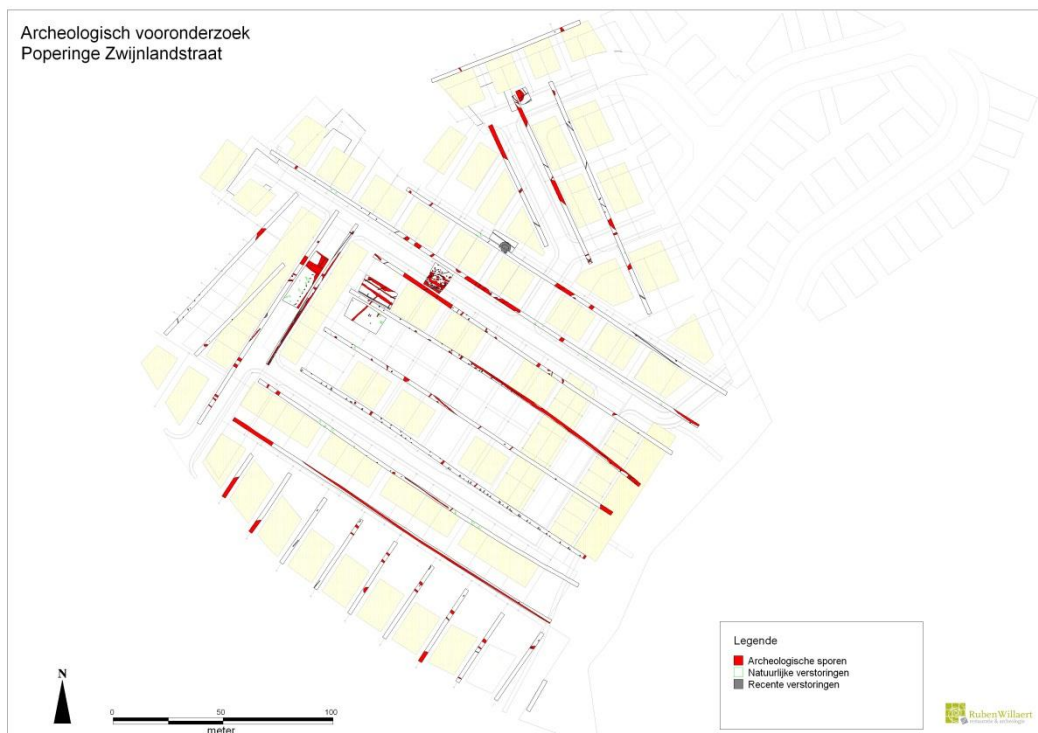 Archeologisch vooronderzoek
Poperinge Zwijnlandstraat
Legende
Archeologische sporen
Natuurlijke verstoringen
Recente verstoringen
N
0 50 100
meter
RubenWillaert